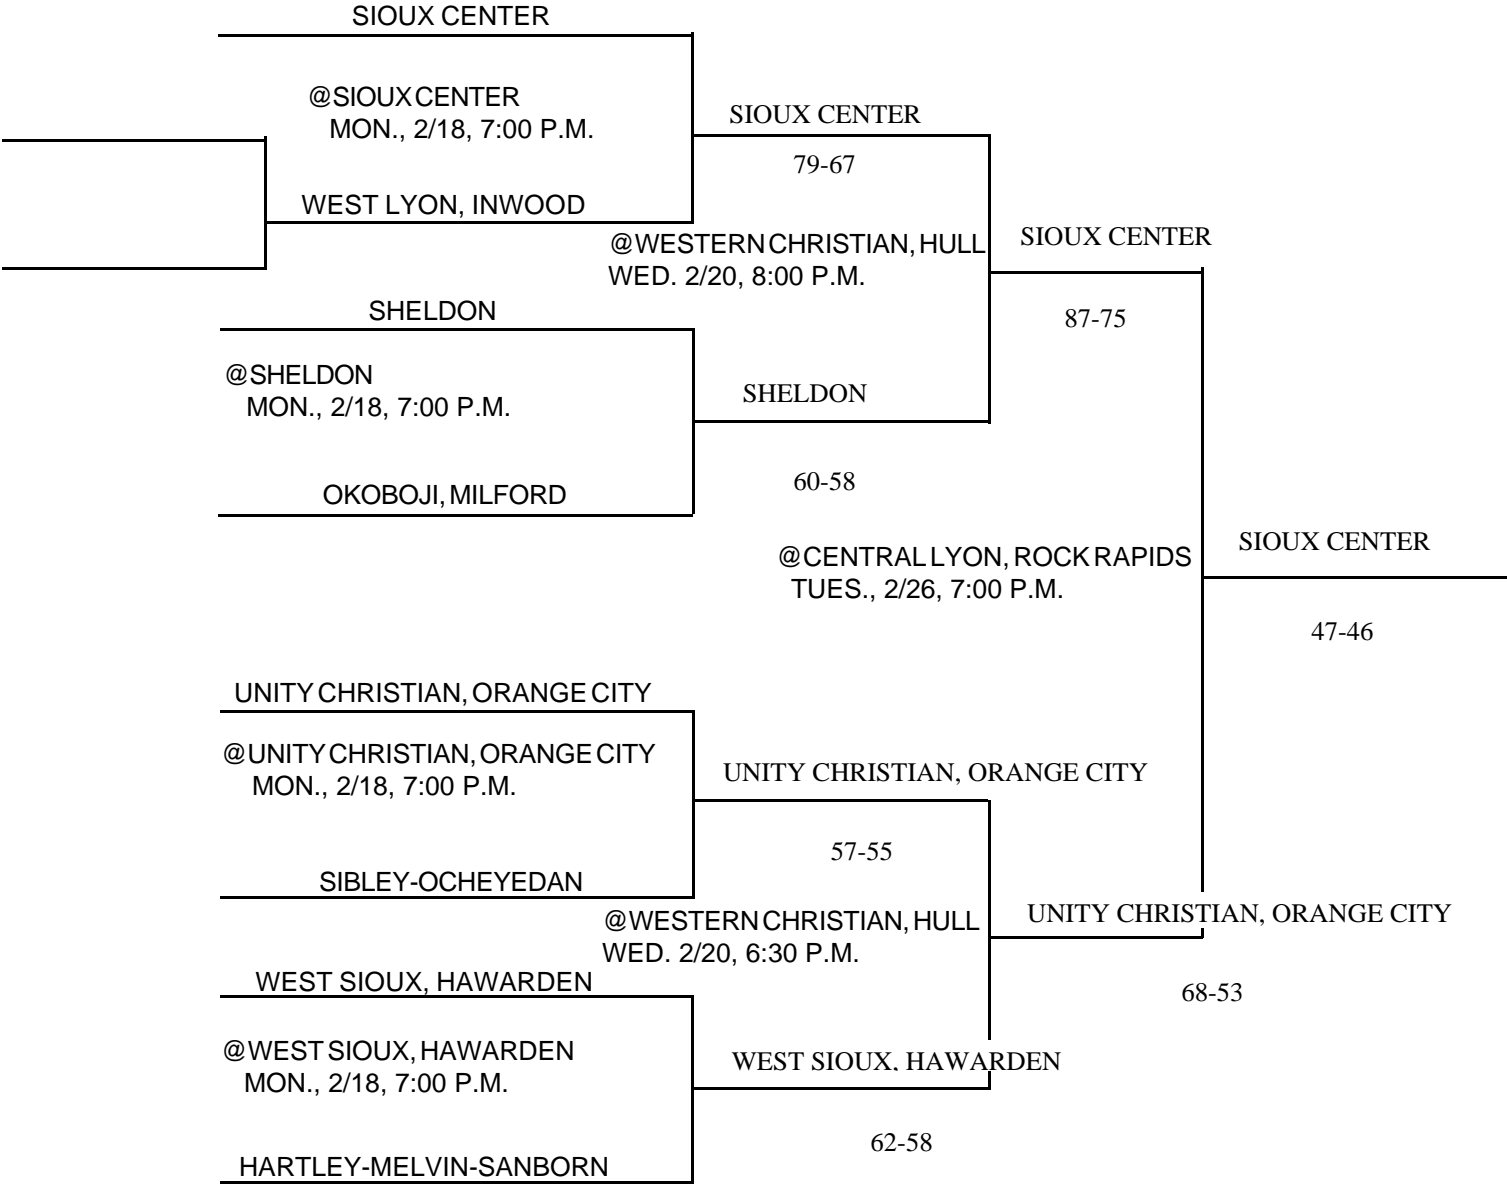 SIOUX CENTER
@SIOUX CENTER
MON., 2/18, 7:00 P.M.
SIOUX CENTER
79-67
WEST LYON, INWOOD
@WESTERN CHRISTIAN, HULL
WED. 2/20, 8:00 P.M.
SIOUX CENTER
87-75
SHELDON
@SHELDON
MON., 2/18, 7:00 P.M.
SHELDON
60-58
OKOBOJI, MILFORD
@CENTRAL LYON, ROCK RAPIDS
TUES., 2/26, 7:00 P.M.
SIOUX CENTER
47-46
UNITY CHRISTIAN, ORANGE CITY
@UNITY CHRISTIAN, ORANGE CITY
MON., 2/18, 7:00 P.M.
UNITY CHRISTIAN, ORANGE CITY
57-55
SIBLEY-OCHEYEDAN
@WESTERN CHRISTIAN, HULL
WED. 2/20, 6:30 P.M.
UNITY CHRISTIAN, ORANGE CITY
68-53
WEST SIOUX, HAWARDEN
@WEST SIOUX, HAWARDEN
MON., 2/18, 7:00 P.M.
WEST SIOUX, HAWARDEN
62-58
HARTLEY-MELVIN-SANBORN